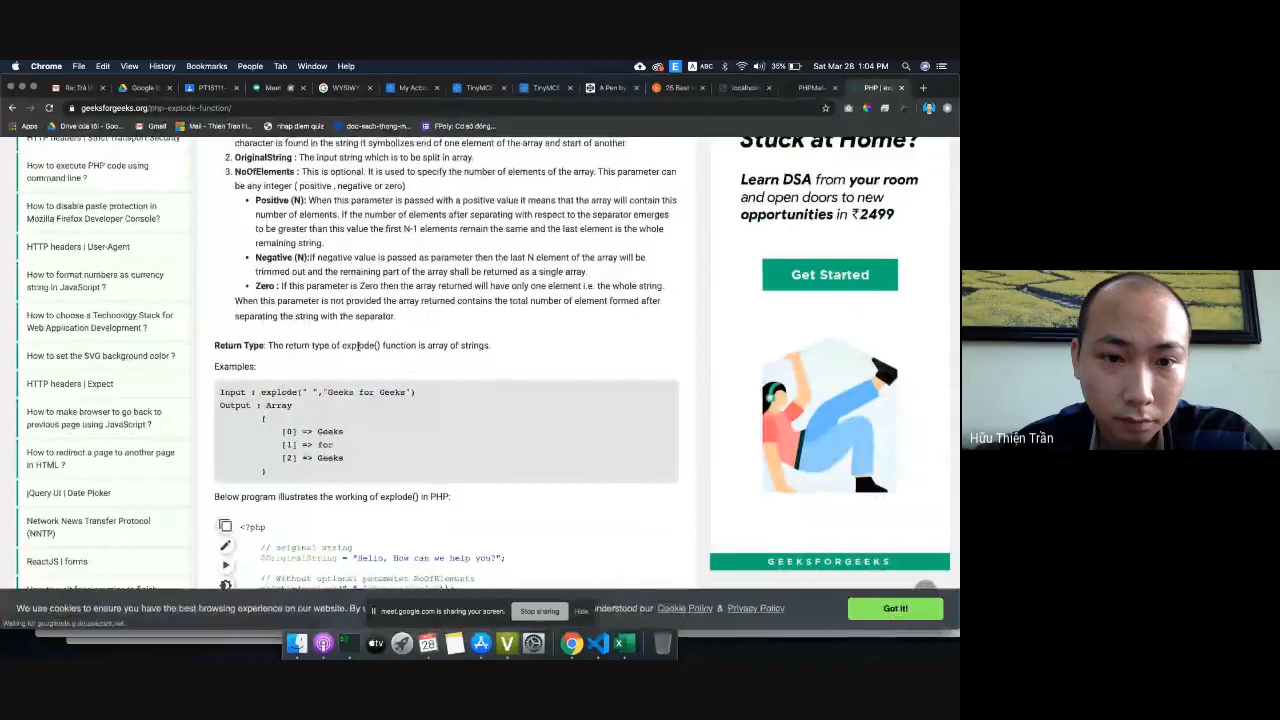 Chrome File Edit View History Bookmarks People Tab Window Help
35% Sat Mar 28 1:04 PM
geeksforgeeks.org/php-explode-function/
HTTP headers | Strict-Transport-Security
How to execute PHP code using
command line ?
How to disable paste protection in
Mozilla Firefox Developer Console?
HTTP headers | User-Agent
How to format numbers as currency
string in JavaScript ?
How to choose a Technology Stack for
Web Application Development ?
How to set the SVG background color ?
HTTP headers | Expect
How to make browser to go back to
previous page using JavaScript ?
How to redirect a page to another page
in HTML ?
jQuery UI | Date Picker
Network News Transfer Protocol
(NNTP)
ReactJS | forms
character is found in the string it symbolizes end of one element of the array and start of another.
2. OriginalString : The input string which is to be split in array.
3. NoOfElements : This is optional. It is used to specify the number of elements of the array. This parameter can
be any integer ( positive , negative or zero)
• Positive (N): When this parameter is passed with a positive value it means that the array will contain this
number of elements. If the number of elements after separating with respect to the separator emerges
to be greater than this value the first N-1 elements remain the same and the last element is the whole
remaining string.
• Negative (N):If negative value is passed as parameter then the last N element of the array will be
trimmed out and the remaining part of the array shall be returned as a single array.
• Zero : If this parameter is Zero then the array returned will have only one element i.e. the whole string.
When this parameter is not provided the array returned contains the total number of element formed after
separating the string with the separator.
Return Type: The return type of explode() function is array of strings.
Examples:
Input : explode(" ","Geeks for Geeks")
Output : Array
(
[0] => Geeks
[1] => for
[2] => Geeks
)
Below program illustrates the working of explode() in PHP:
<?php
// original string
$OriginalString = "Hello, How can we help you?";
// Without optional parameter NoOfElements
Stuck at Home?
Learn DSA from your room
and open doors to new
opportunities in ₹2499
Get Started
GEEKSFORGEEKS
We use cookies to ensure you have the best browsing experience on our website. By u
meet.google.com is sharing your screen. Stop sharing Hide
understood our Cookie Policy & Privacy Policy
Got it!
Hữu Thiện Trần